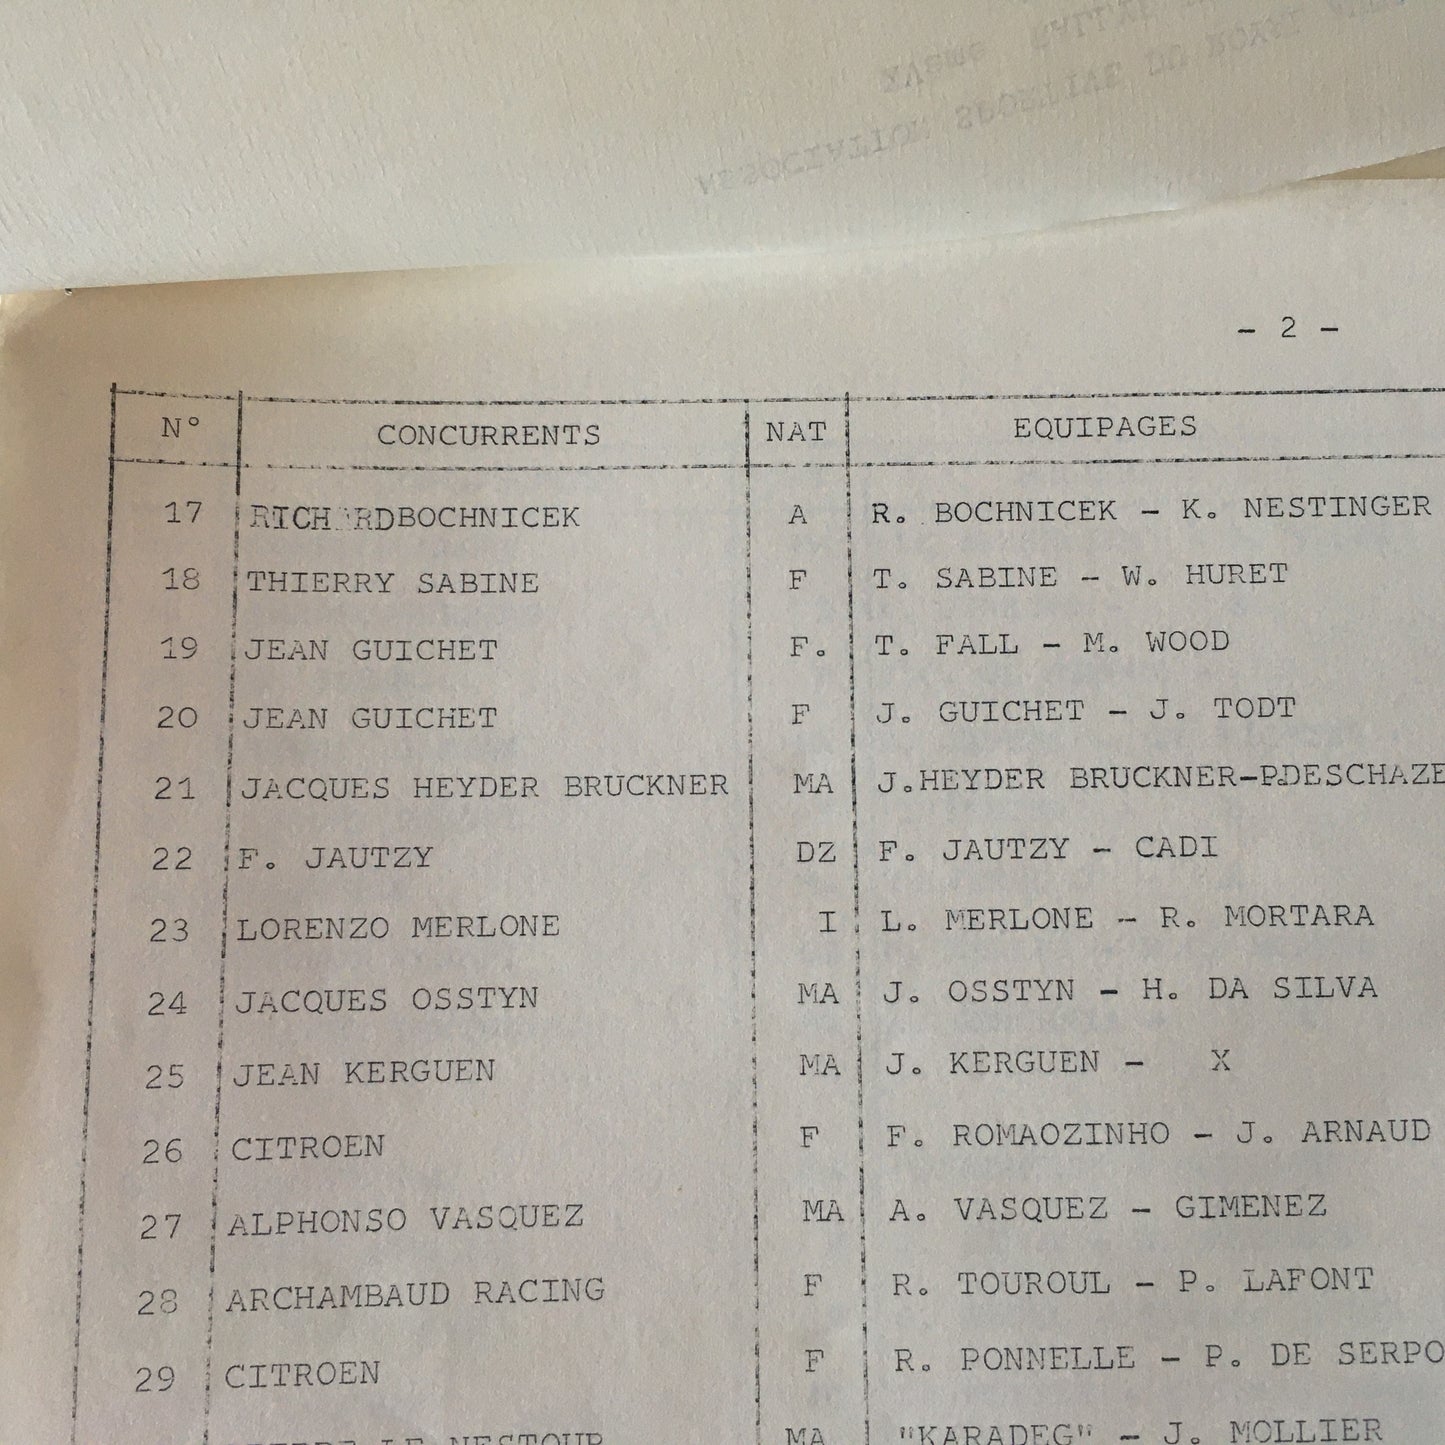 - 2 -
N° CONCURRENTS NAT EQUIPAGES
17 RICHARDBOCHNICEK A R. BOCHNICEK - K. NESTINGER
18 THIERRY SABINE F T. SABINE - W. HURET
19 JEAN GUICHET F. T. FALL - M. WOOD
20 JEAN GUICHET F J. GUICHET - J. TODT
21 JACQUES HEYDER BRUCKNER MA J.HEYDER BRUCKNER-P.DESCHAZE
22 F. JAUTZY DZ F. JAUTZY - CADI
23 LORENZO MERLONE I L. MERLONE - R. MORTARA
24 JACQUES OSSTYN MA J. OSSTYN - H. DA SILVA
25 JEAN KERGUEN MA J. KERGUEN - X
26 CITROEN F F. ROMAOZINHO - J. ARNAUD
27 ALPHONSO VASQUEZ MA A. VASQUEZ - GIMENEZ
28 ARCHAMBAUD RACING F R. TOUROUL - P. LAFONT
29 CITROEN F R. PONNELLE - P. DE SERPO
LE NESTOUR MA "KARADEG" - J. MOLLIER